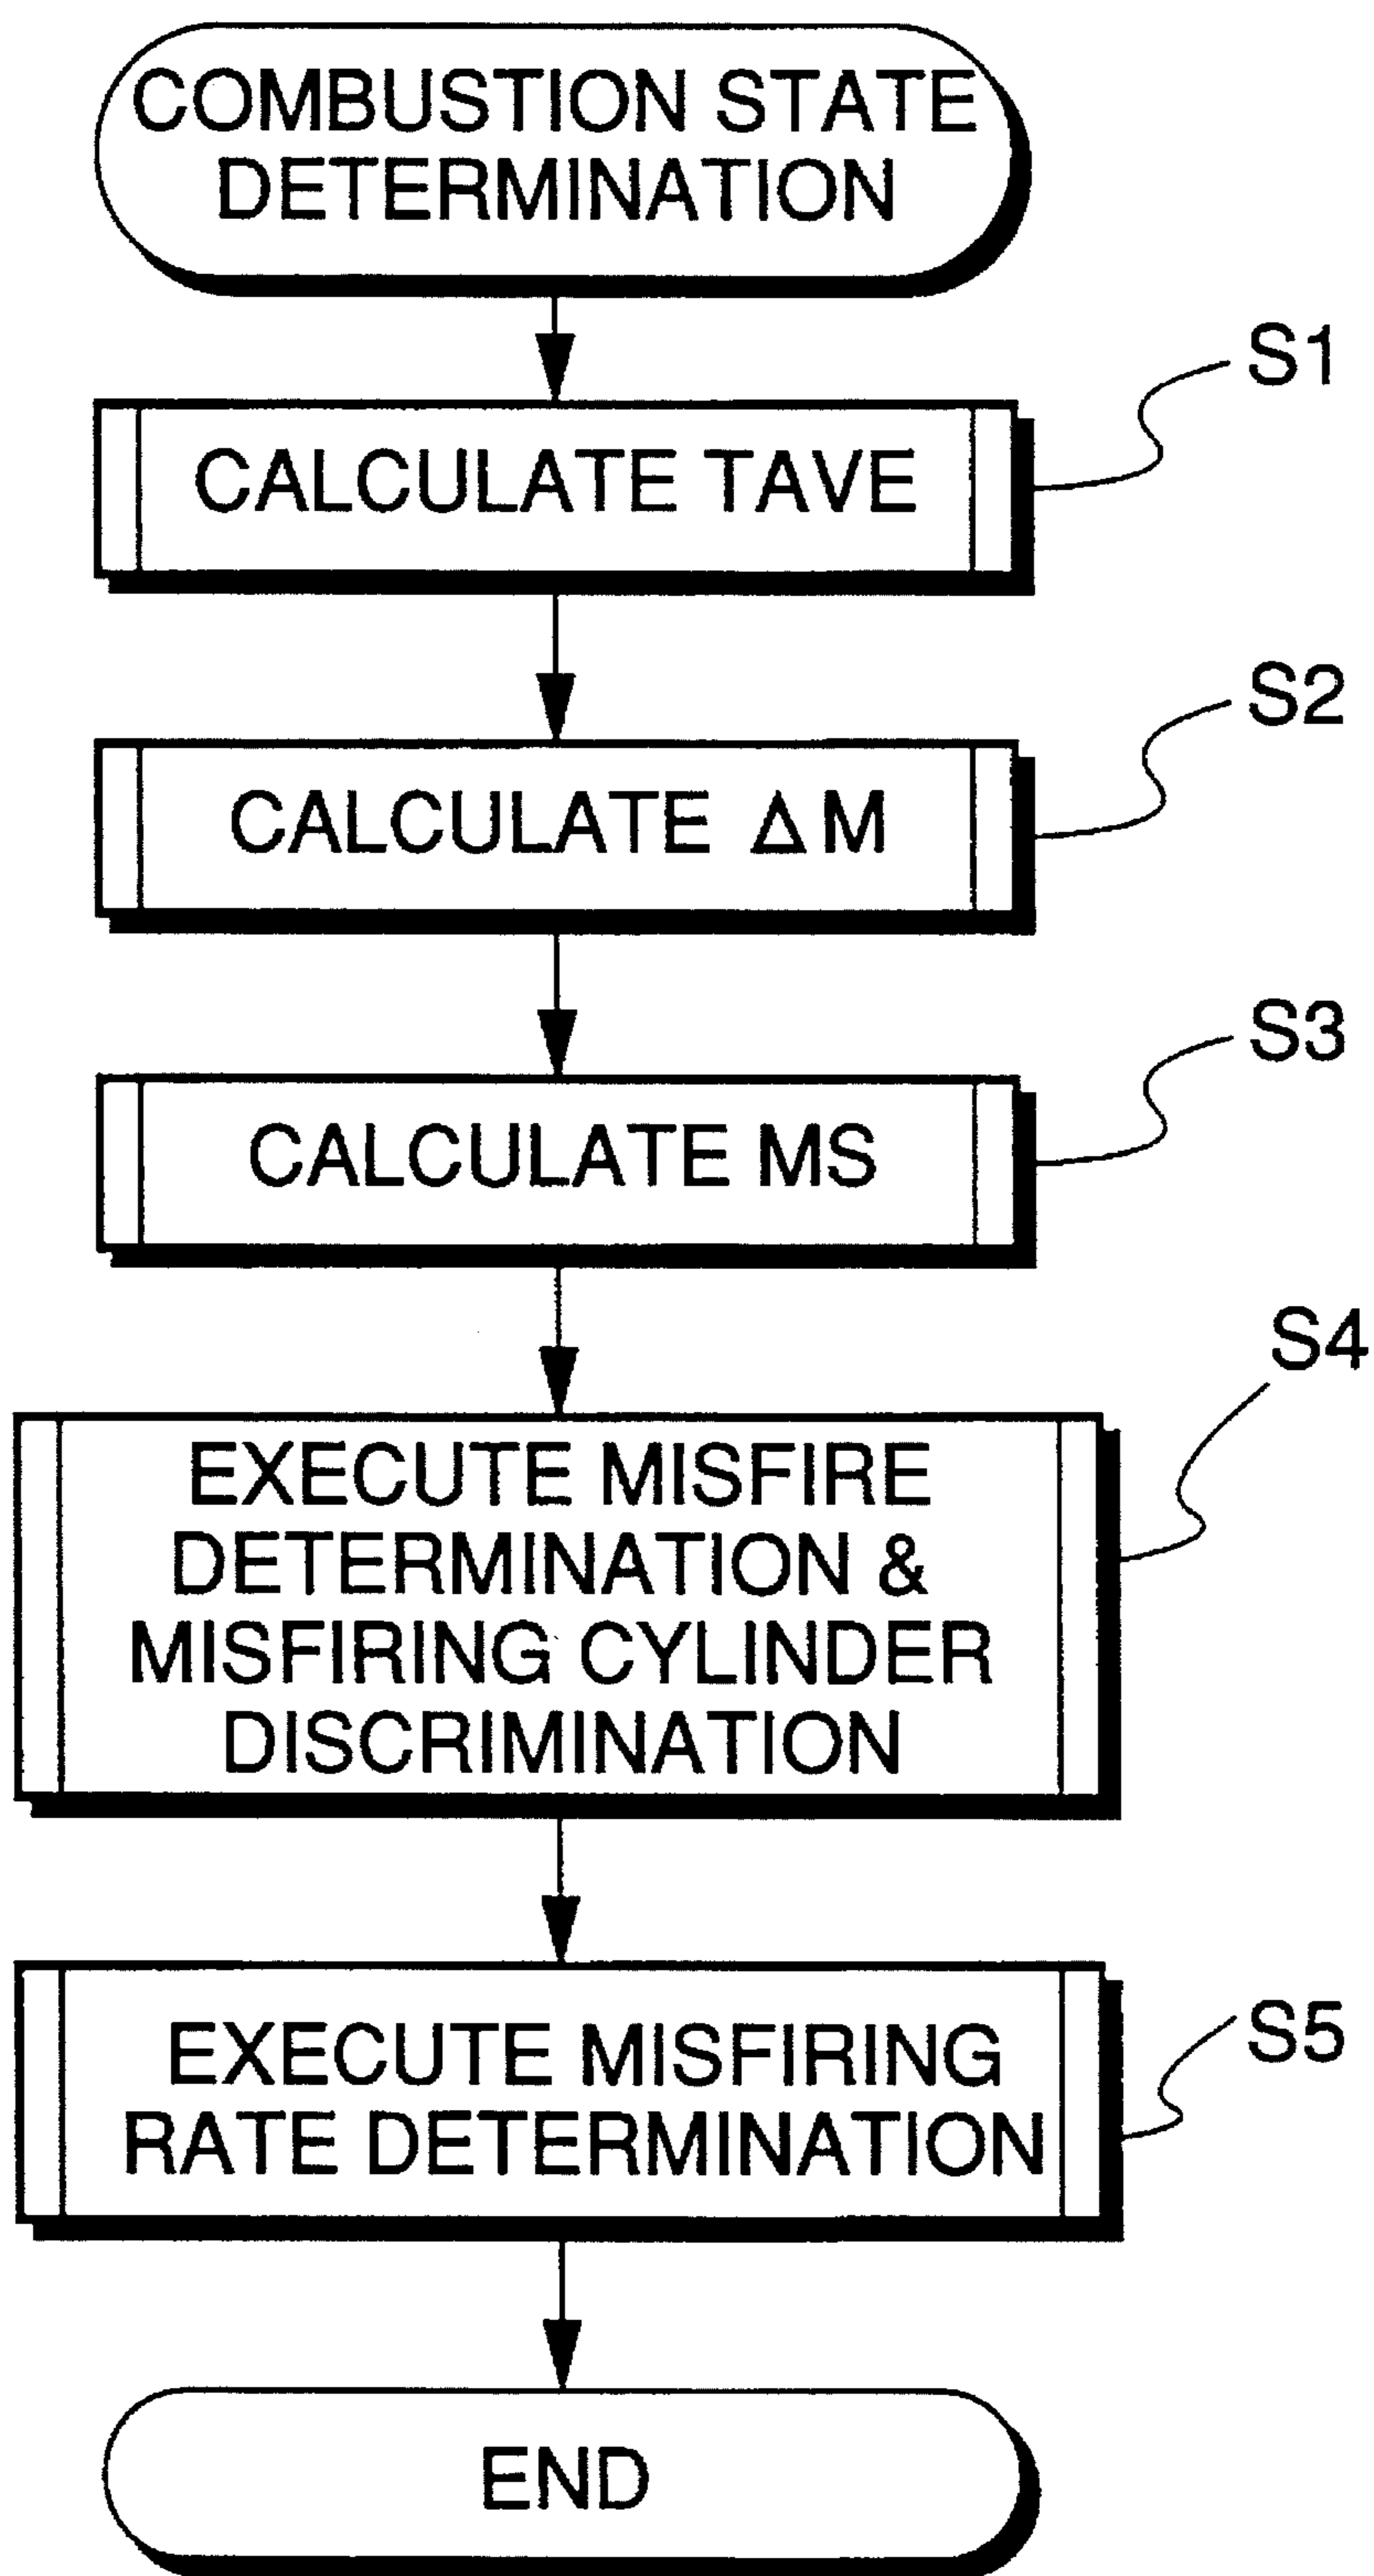 COMBUSTION STATE
DETERMINATION
S1
CALCULATE TAVE
S2
CALCULATE ΔM
S3
CALCULATE MS
S4
EXECUTE MISFIRE
DETERMINATION &
MISFIRING CYLINDER
DISCRIMINATION
S5
EXECUTE MISFIRING
RATE DETERMINATION
END